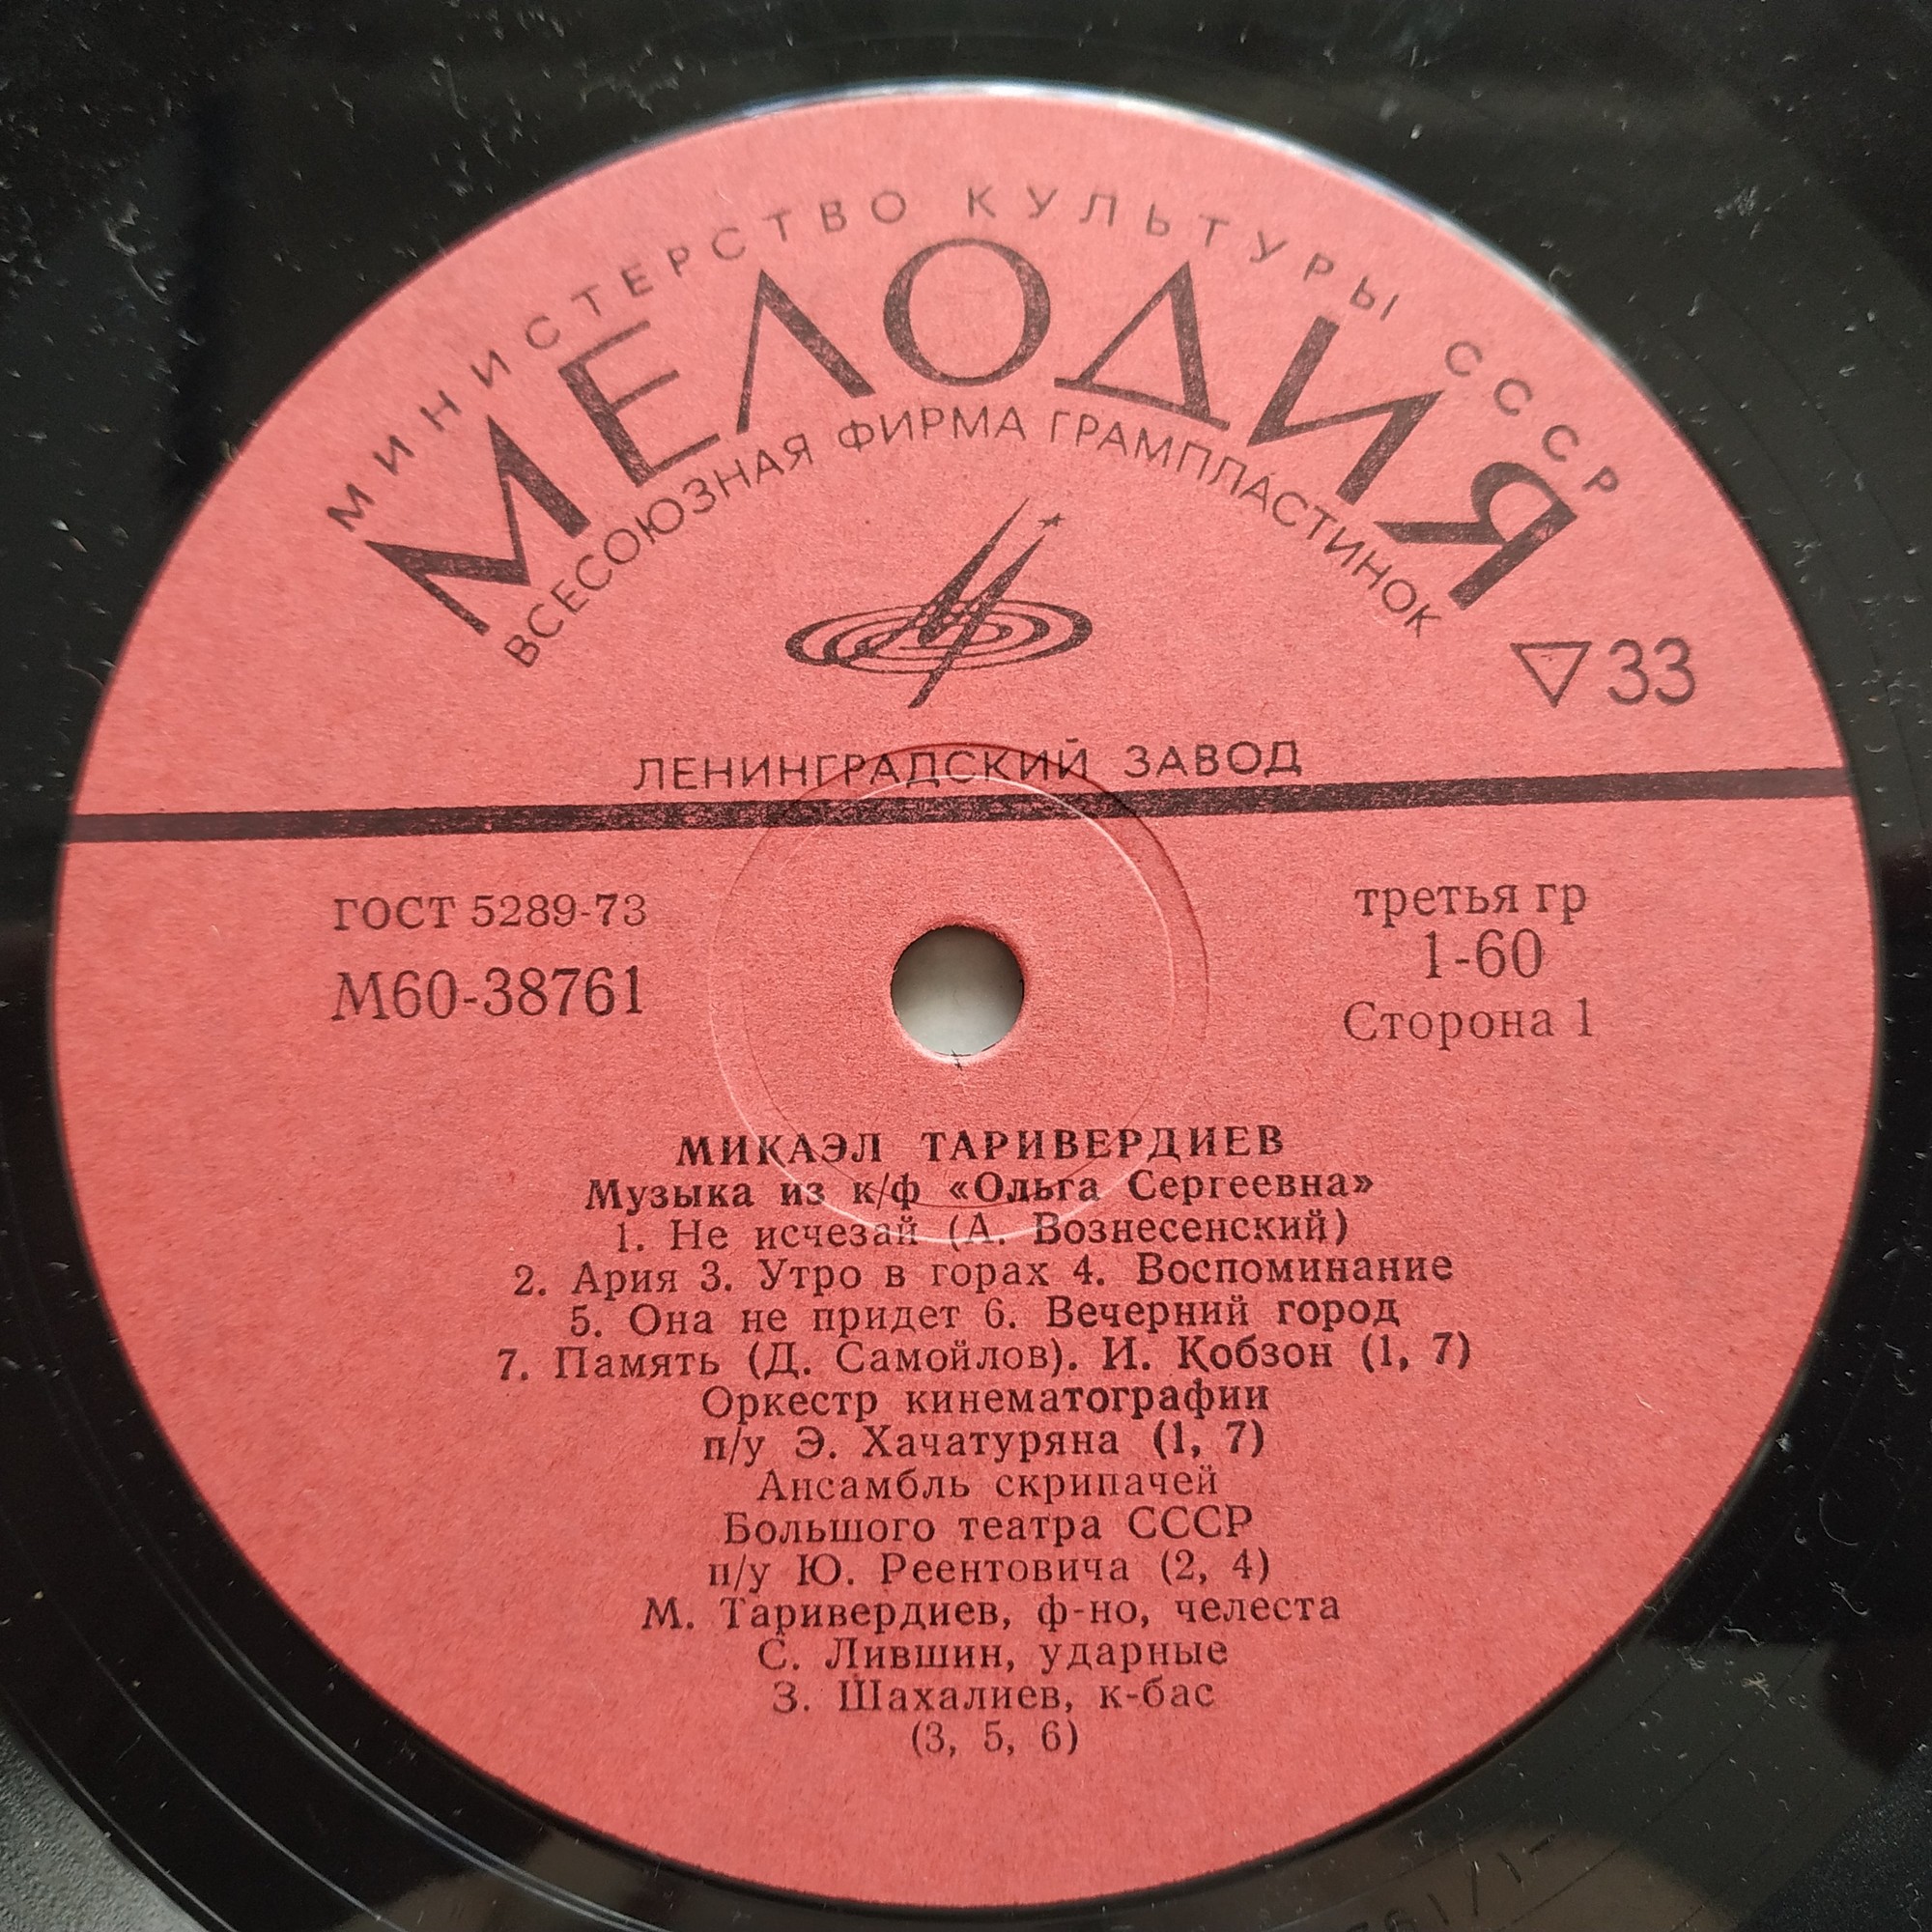 МИНИСТЕРСТВО КУЛЬТУРЫ СССР
МЕЛОДИЯ
ВСЕСОЮЗНАЯ ФИРМА ГРАМПЛАСТИНОК
33
ЛЕНИНГРАДСКИЙ ЗАВОД
ГОСТ 5289-73
М60-38761
третья гр
1-60
Сторона 1
МИКАЭЛ ТАРИВЕРДИЕВ
Музыка из к/ф «Ольга Сергеевна»
1. Не исчезай (А. Вознесенский)
2. Ария 3. Утро в горах 4. Воспоминание
5. Она не придет 6. Вечерний город
7. Память (Д. Самойлов). И. Кобзон (1, 7)
Оркестр кинематографии
п/у Э. Хачатуряна (1, 7)
Ансамбль скрипачей
Большого театра СССР
п/у Ю. Реентовича (2, 4)
М. Таривердиев, ф-но, челеста
С. Лившин, ударные
З. Шахалиев, к-бас
(3, 5, 6)